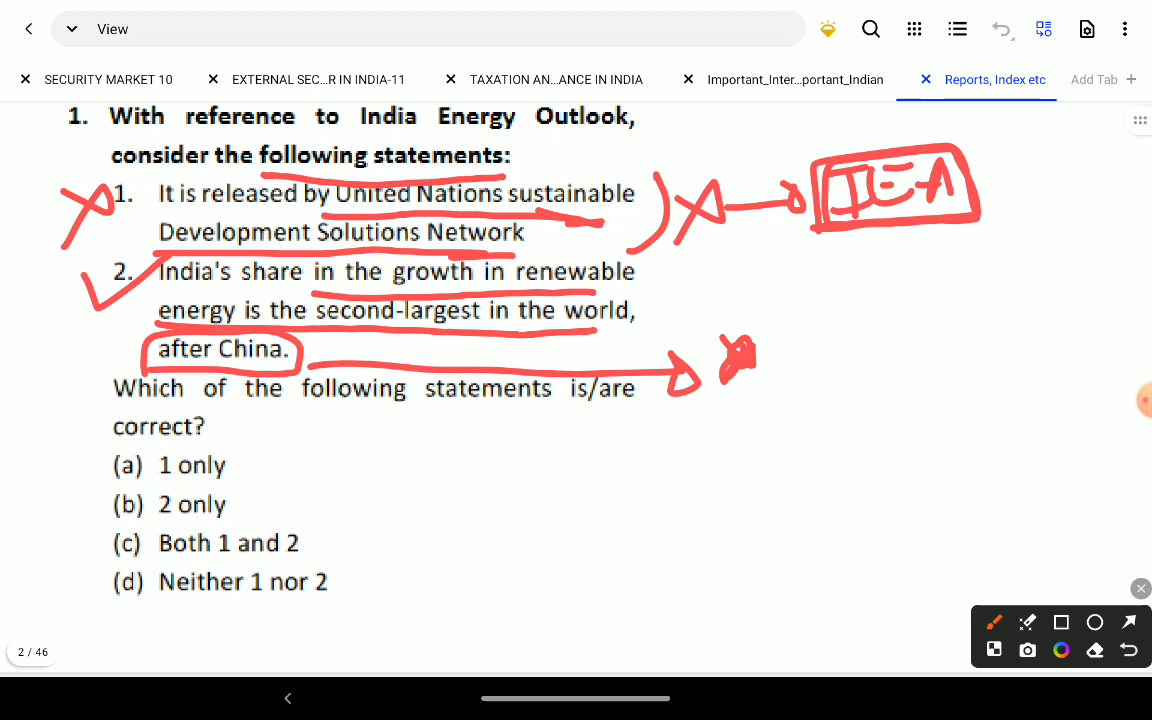 View
SECURITY MARKET 10
EXTERNAL SEC...R IN INDIA-11
TAXATION AN...ANCE IN INDIA
Important_Inter...portant_Indian
Reports, Index etc
Add Tab
1. With reference to India Energy Outlook,
consider the following statements:
1. It is released by United Nations sustainable
Development Solutions Network
IEA
2. India's share in the growth in renewable
energy is the second-largest in the world,
after China.
Which of the following statements is/are
correct?
(a) 1 only
(b) 2 only
(c) Both 1 and 2
(d) Neither 1 nor 2
2 / 46